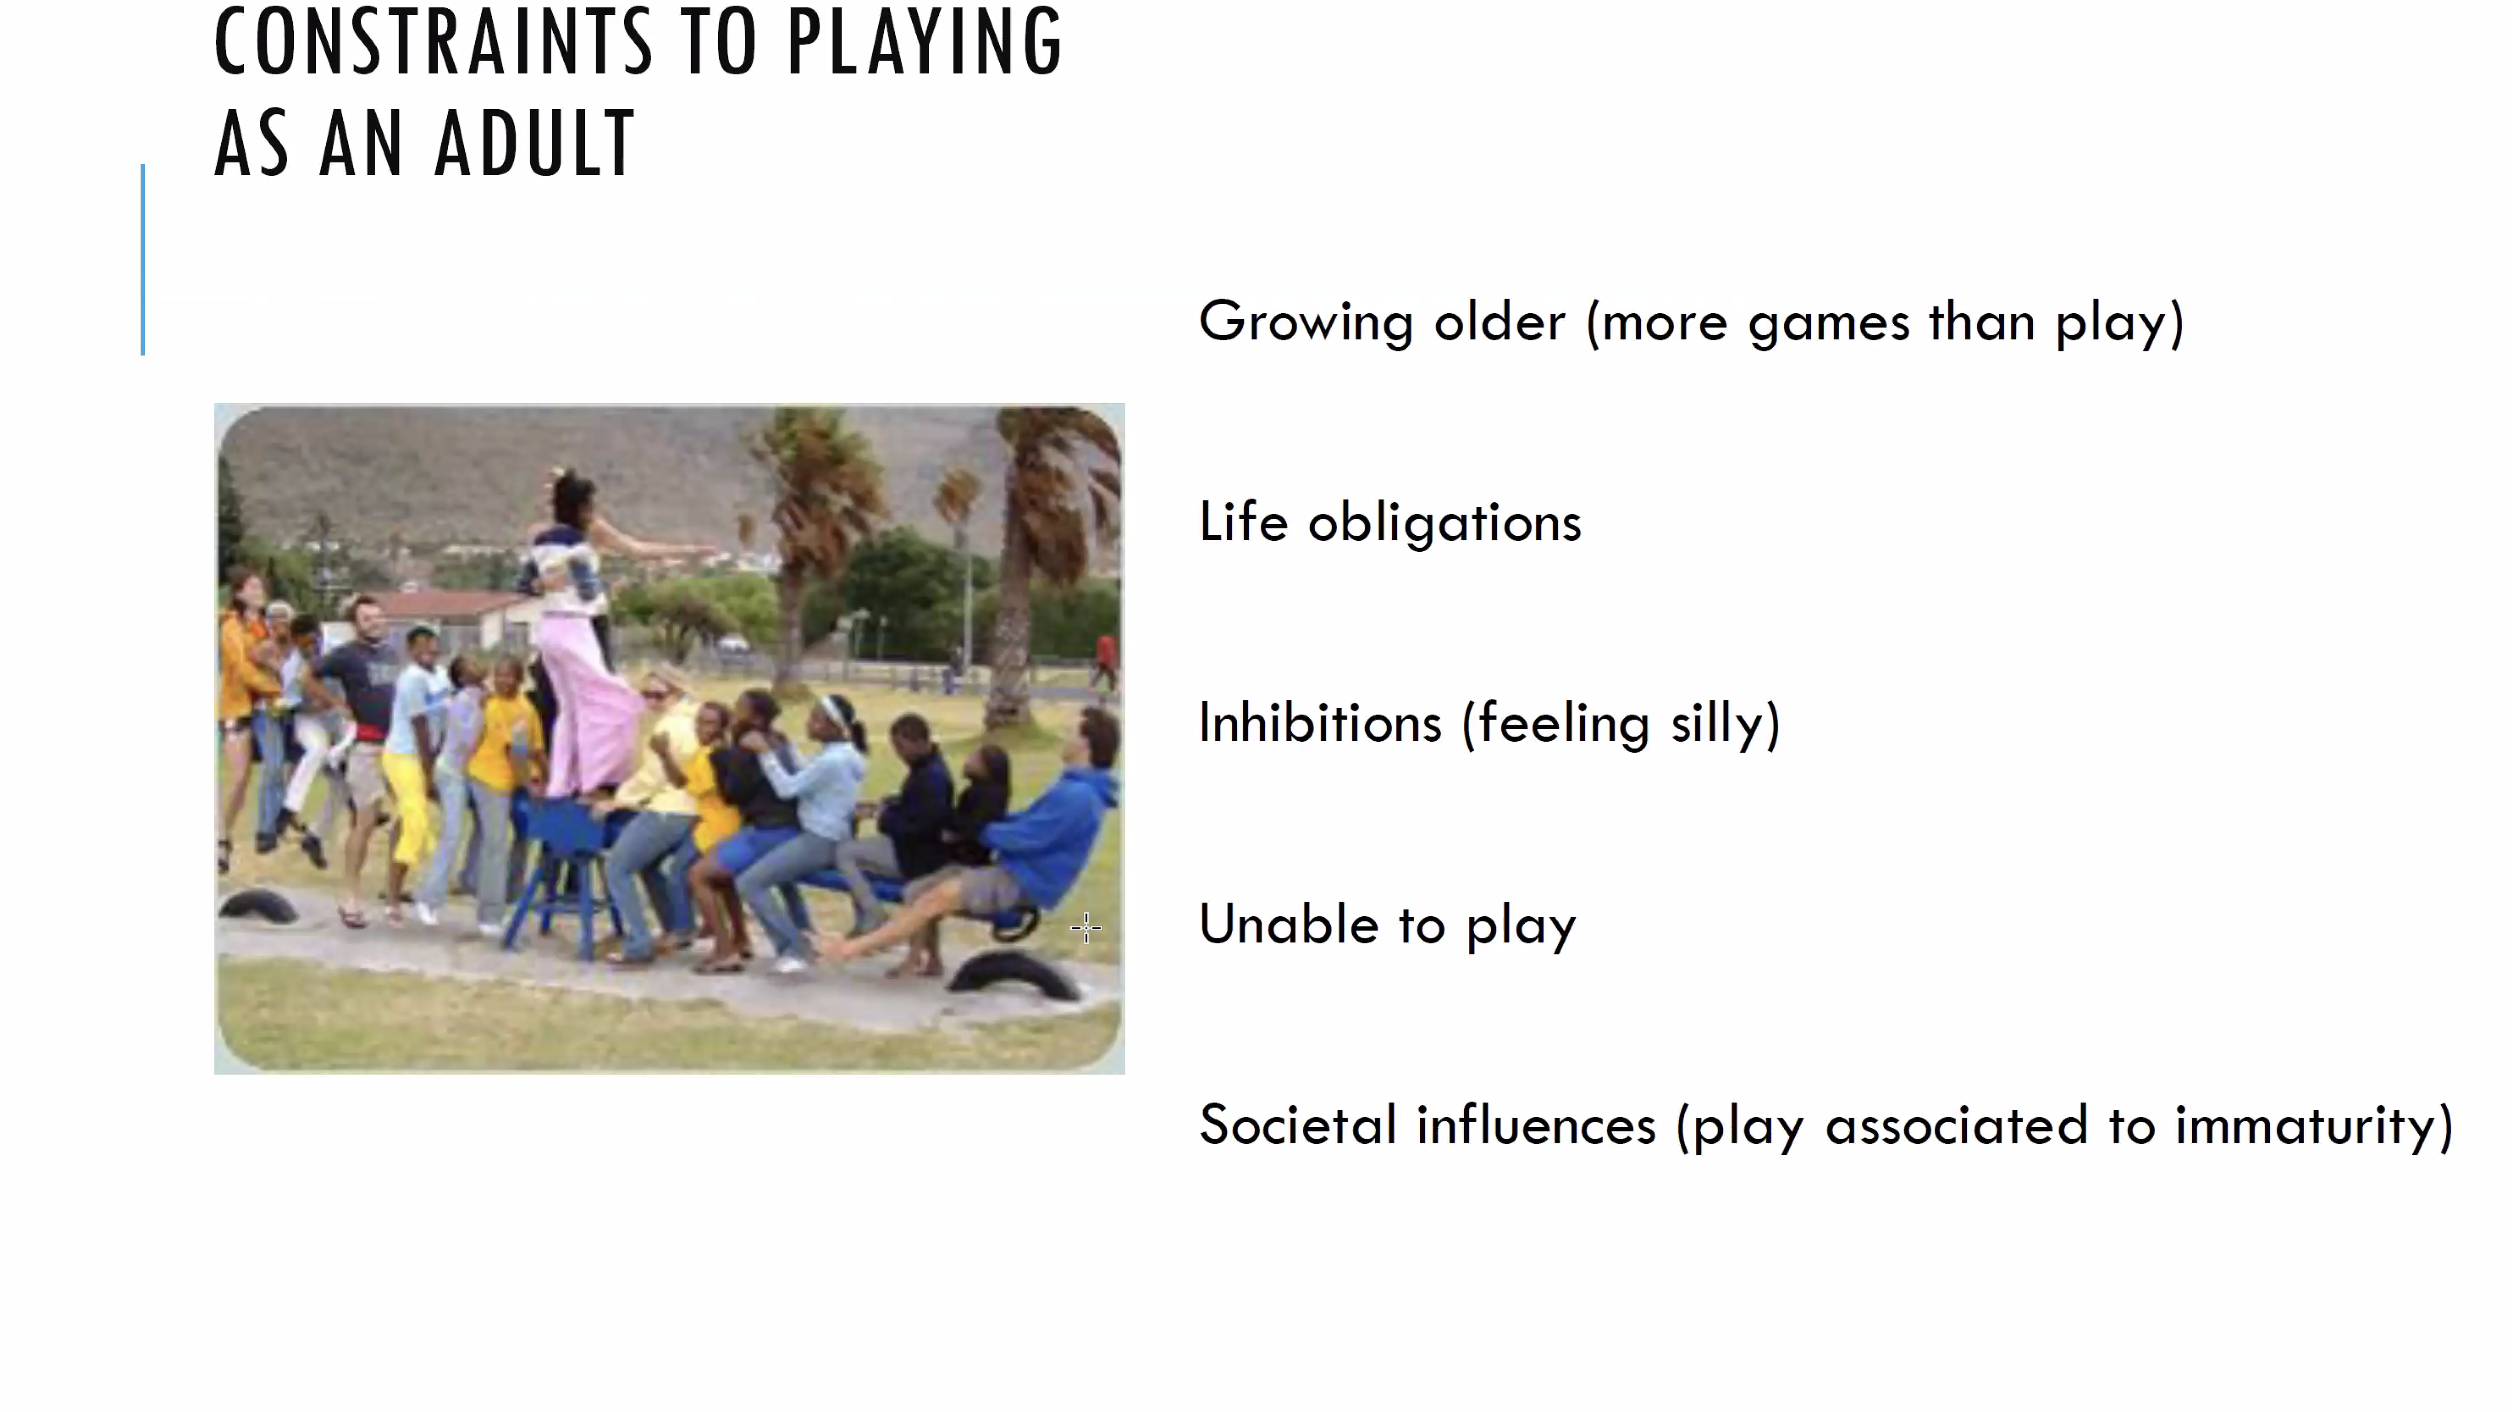 CONSTRAINTS TO PLAYING
AS AN ADULT
Growing older (more games than play)
Life obligations
Inhibitions (feeling silly)
Unable to play
Societal influences (play associated to immaturity)